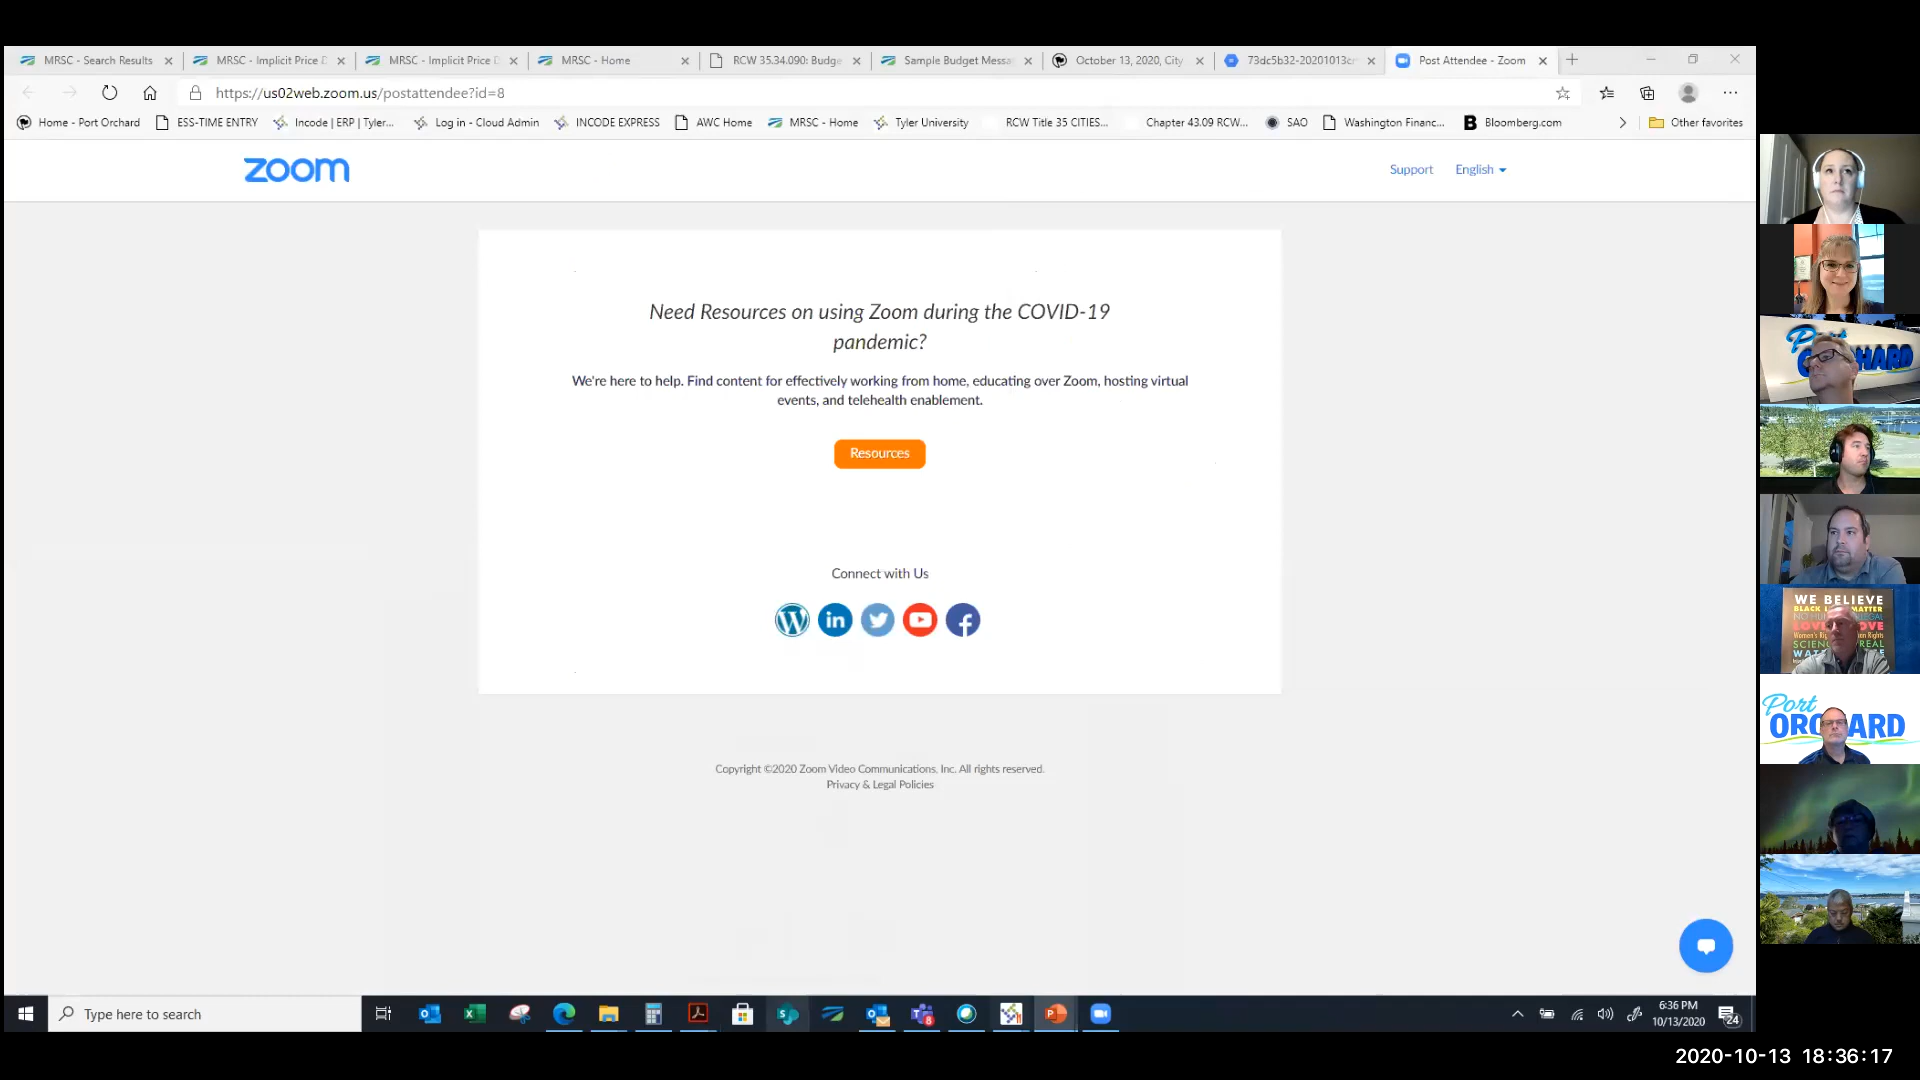 MRSC - Search Results
MRSC - Implicit Price D
MRSC - Implicit Price D
MRSC - Home
RCW 35.34.090: Budge
Sample Budget Messa
October 13, 2020, City
73dc5b32-20201013c
Post Attendee - Zoom
https://us02web.zoom.us/postattendee?id=8
Home - Port Orchard
ESS-TIME ENTRY
Incode | ERP | Tyler...
Log in - Cloud Admin
INCODE EXPRESS
AWC Home
MRSC - Home
Tyler University
RCW Title 35 CITIES...
Chapter 43.09 RCW...
SAO
Washington Financ...
Bloomberg.com
Other favorites
zoom
Support
English
Need Resources on using Zoom during the COVID-19
pandemic?
We're here to help. Find content for effectively working from home, educating over Zoom, hosting virtual
events, and telehealth enablement.
Resources
Connect with Us
Copyright ©2020 Zoom Video Communications, Inc. All rights reserved.
Privacy & Legal Policies
WE BELIEVE
Port
Type here to search
6:36 PM
10/13/2020
24
2020-10-13 18:36:17